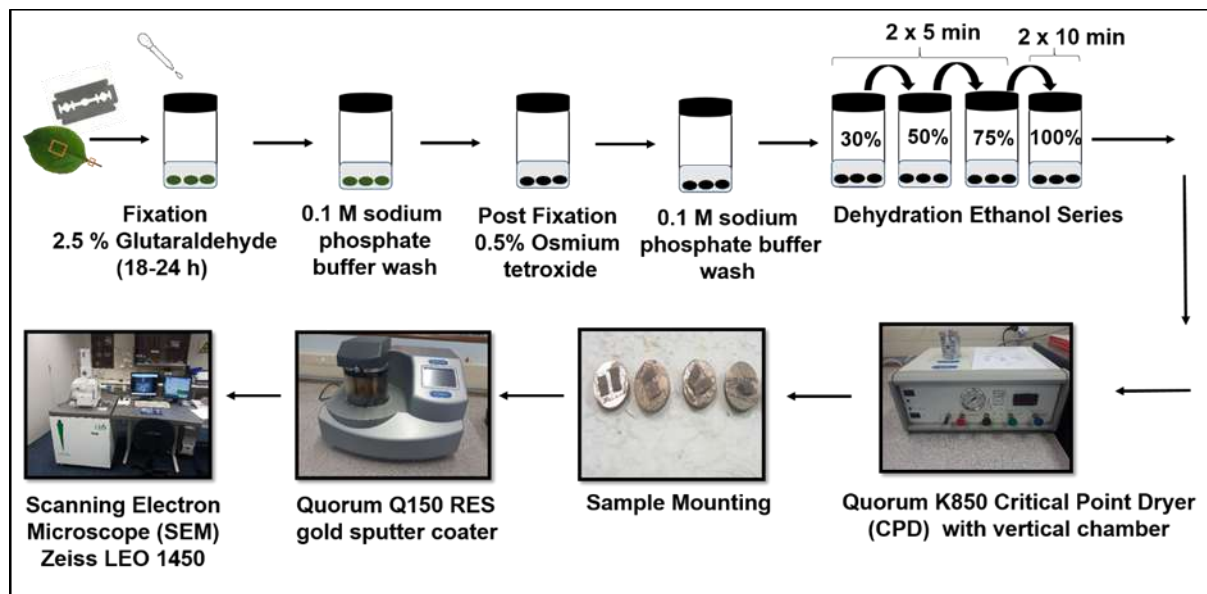 2 x 5 min
2 x 10 min
30%
50%
75%
100%
Fixation
2.5 % Glutaraldehyde
(18-24 h)
0.1 M sodium
phosphate
buffer wash
Post Fixation
0.5% Osmium
tetroxide
0.1 M sodium
phosphate buffer
wash
Dehydration Ethanol Series
Scanning Electron
Microscope (SEM)
Zeiss LEO 1450
Quorum Q150 RES
gold sputter coater
Sample Mounting
Quorum K850 Critical Point Dryer
(CPD) with vertical chamber